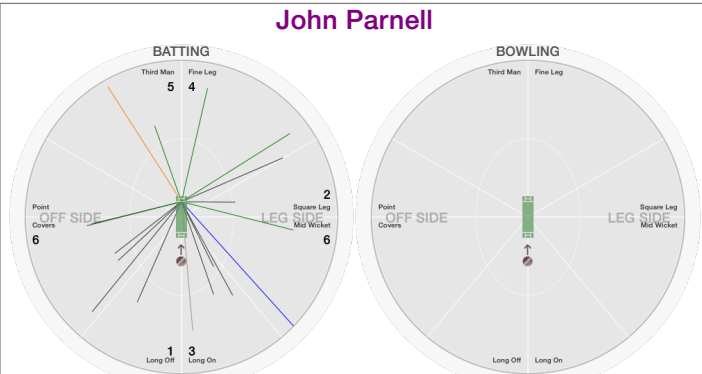 John Parnell
BATTING
Third Man
Fine Leg
5
4
2
Point
Square Leg
OFF SIDE
LEG SIDE
Covers
Mid Wicket
6
6
1
3
Long Off
Long On
BOWLING
Third Man
Fine Leg
Point
Square Leg
OFF SIDE
LEG SIDE
Covers
Mid Wicket
Long Off
Long On